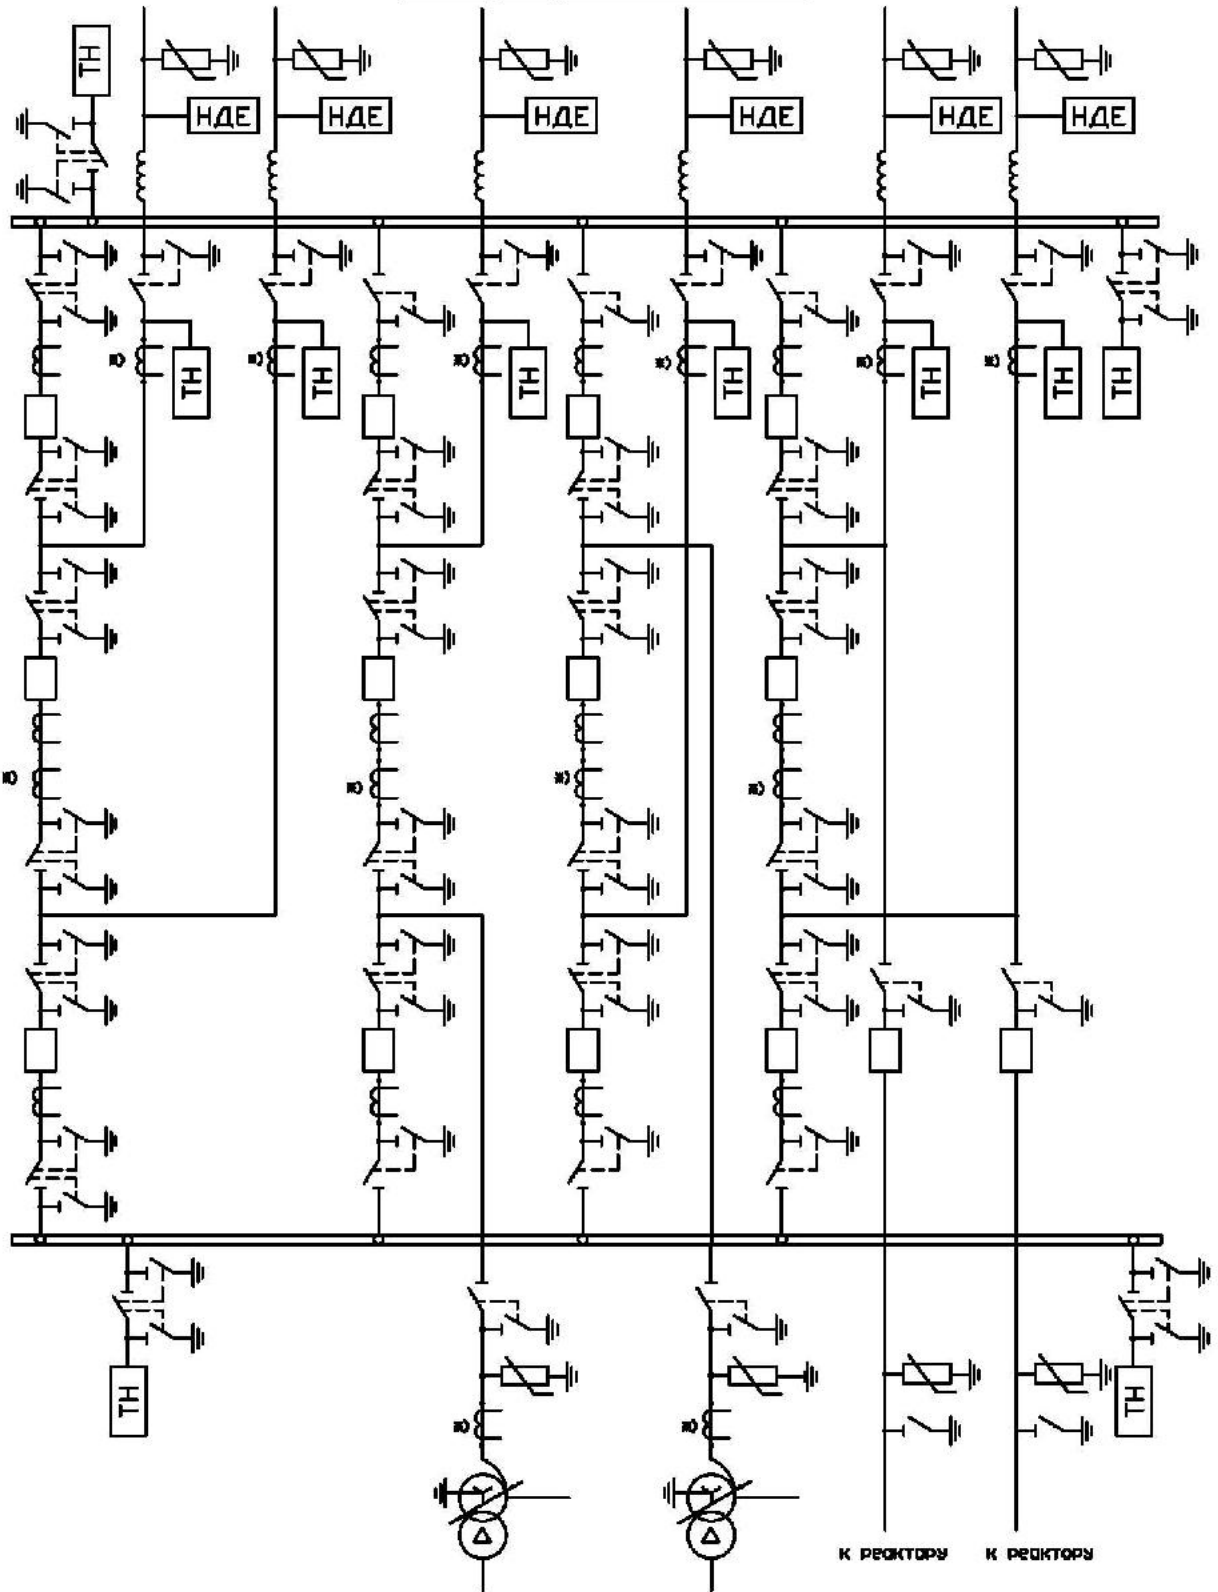 ТН
НДЕ НДЕ НДЕ НДЕ НДЕ НДЕ
*) *) *) *) *) *)
ТН ТН ТН ТН ТН ТН ТН
*) *) *) *)
ТН ТН
*) *)
к реактору к реактору